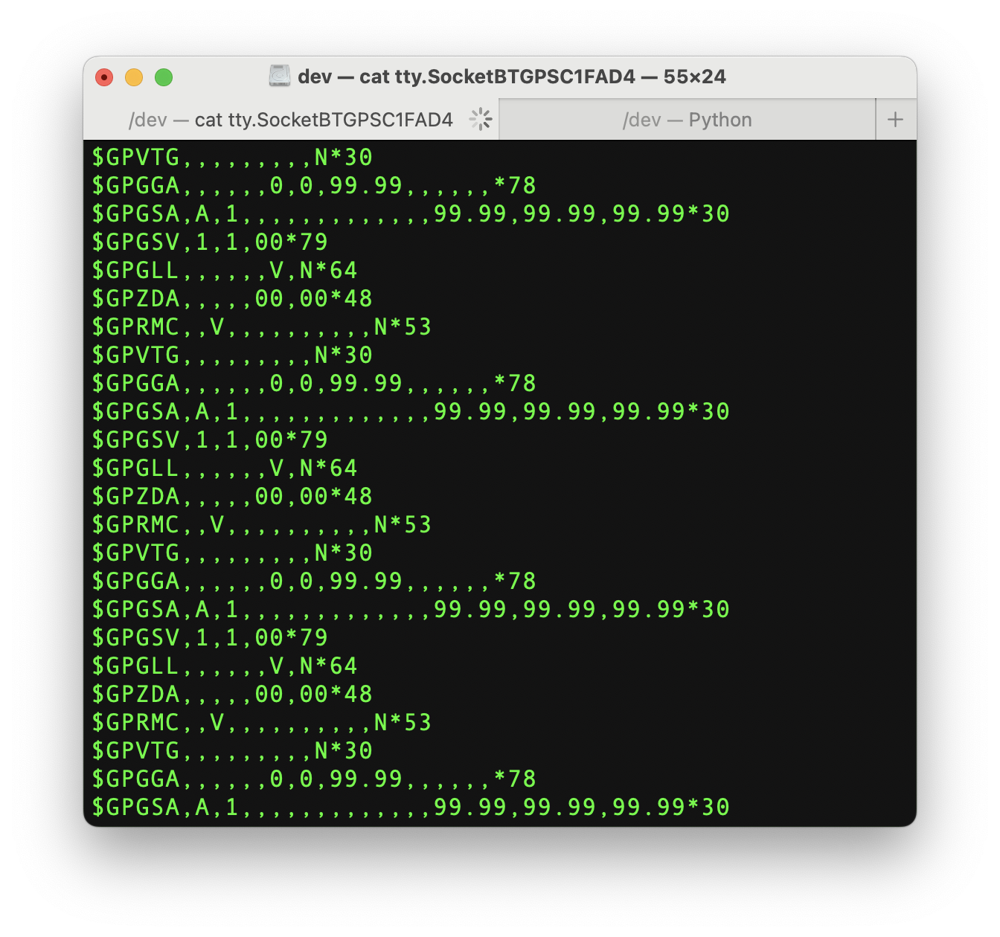 dev — cat tty.SocketBTGPSC1FAD4 — 55×24
/dev — cat tty.SocketBTGPSC1FAD4
/dev — Python
+
$GPVTG,,,,,,,,,N*30
$GPGGA,,,,,,0,0,99.99,,,,,,*78
$GPGSA,A,1,,,,,,,,,,,,,99.99,99.99,99.99*30
$GPGSV,1,1,00*79
$GPGLL,,,,,,V,N*64
$GPZDA,,,,,00,00*48
$GPRMC,,V,,,,,,,,,,N*53
$GPVTG,,,,,,,,,N*30
$GPGGA,,,,,,0,0,99.99,,,,,,*78
$GPGSA,A,1,,,,,,,,,,,,,99.99,99.99,99.99*30
$GPGSV,1,1,00*79
$GPGLL,,,,,,V,N*64
$GPZDA,,,,,00,00*48
$GPRMC,,V,,,,,,,,,,N*53
$GPVTG,,,,,,,,,N*30
$GPGGA,,,,,,0,0,99.99,,,,,,*78
$GPGSA,A,1,,,,,,,,,,,,,99.99,99.99,99.99*30
$GPGSV,1,1,00*79
$GPGLL,,,,,,V,N*64
$GPZDA,,,,,00,00*48
$GPRMC,,V,,,,,,,,,,N*53
$GPVTG,,,,,,,,,N*30
$GPGGA,,,,,,0,0,99.99,,,,,,*78
$GPGSA,A,1,,,,,,,,,,,,,99.99,99.99,99.99*30